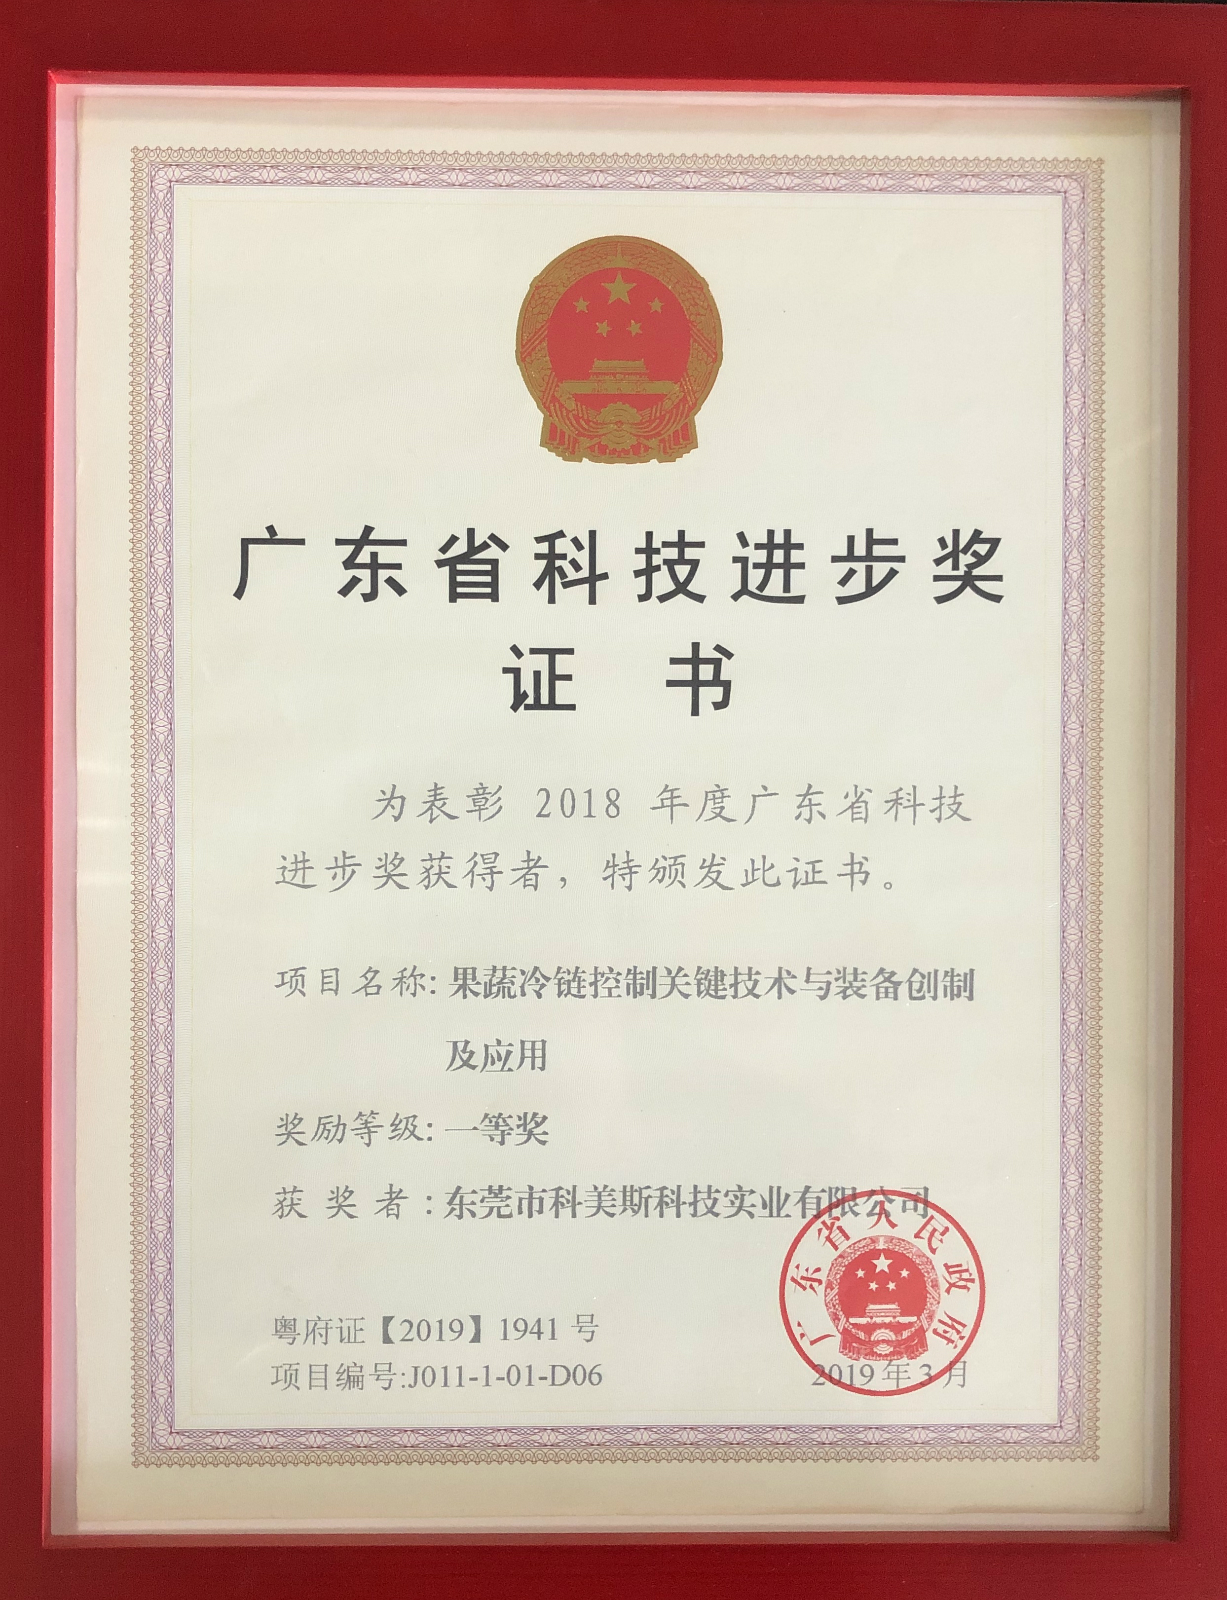 广东省科技进步奖
证 书
为表彰 2018 年度广东省科技
进步奖获得者，特颁发此证书。
项目名称：果蔬冷链控制关键技术与装备创制
及应用
奖励等级：一等奖
获 奖 者 ：东莞市科美斯科技实业有限公司
广东省人民政府
粤府证【2019】1941 号
项目编号:J011-1-01-D06
2019 年 3 月